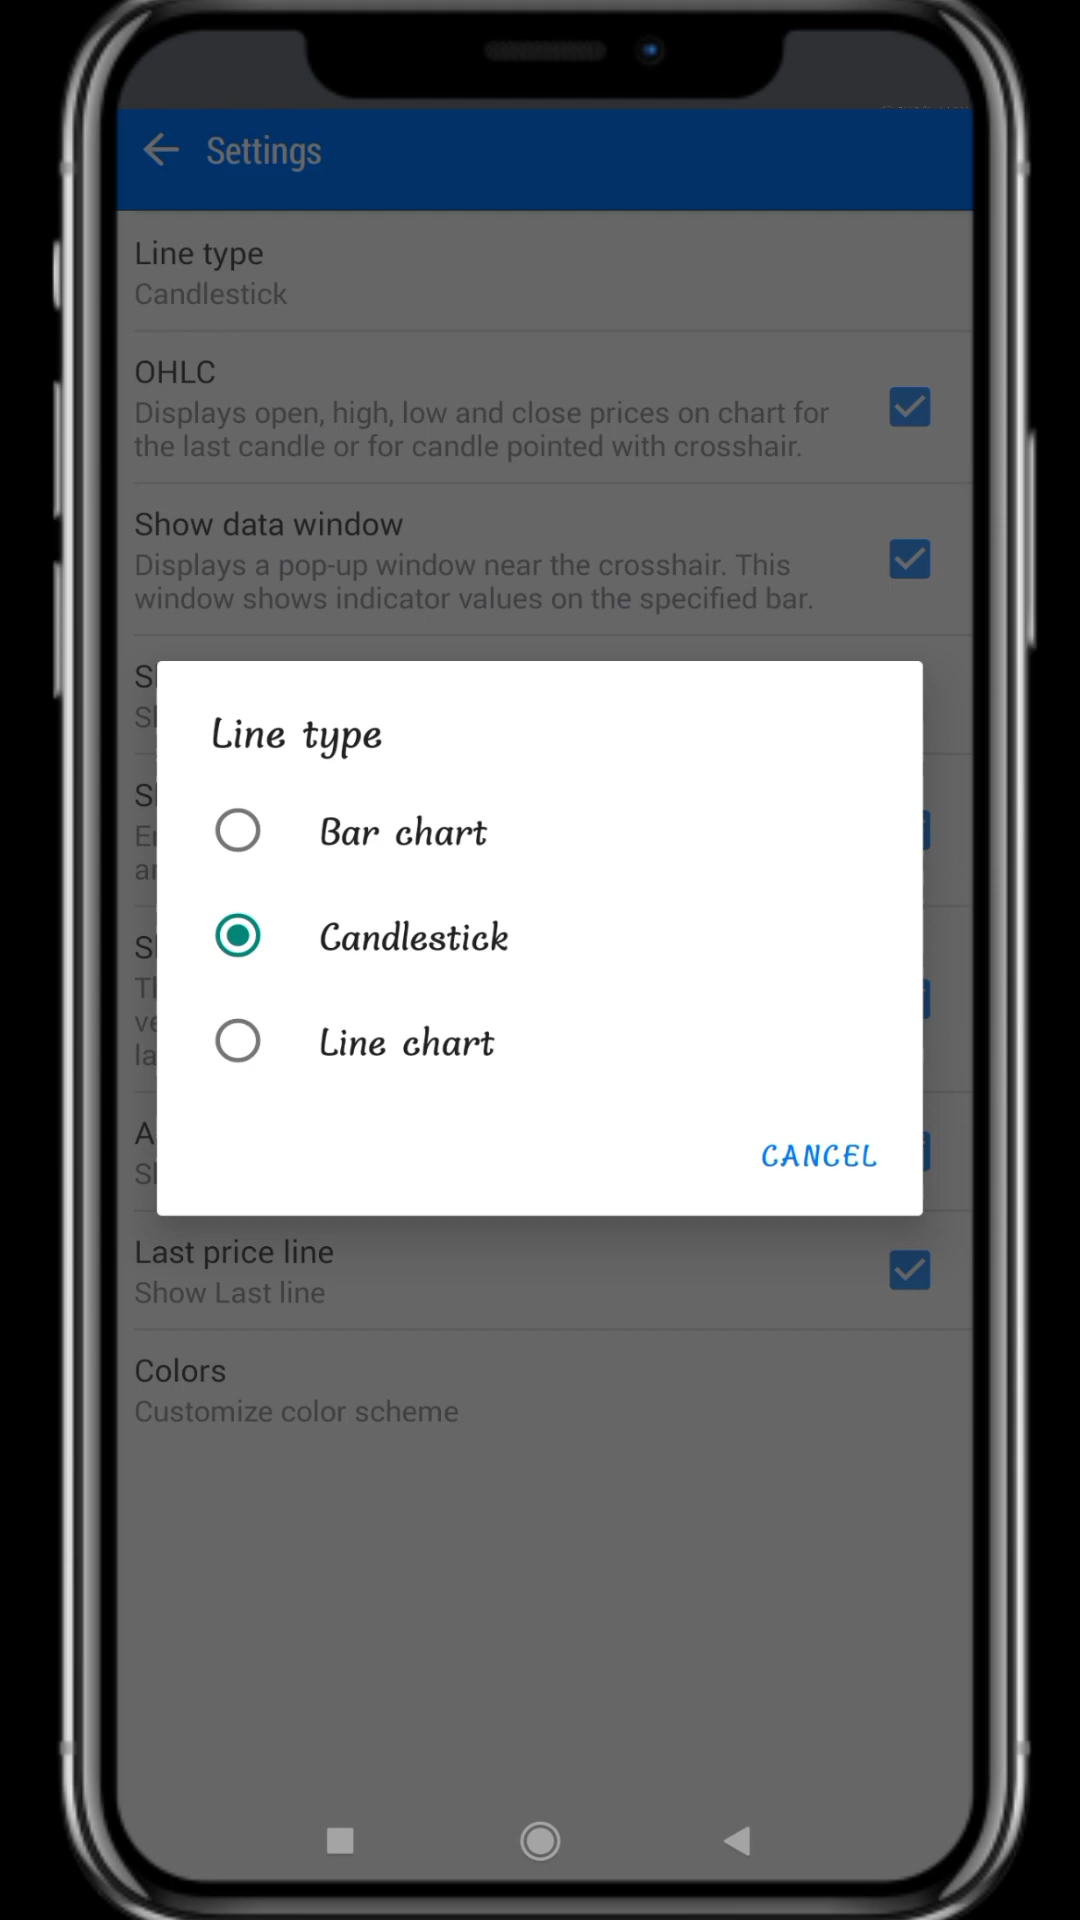 Settings
Line type
Candlestick
OHLC
Displays open, high, low and close prices on chart for
the last candle or for candle pointed with crosshair.
Show data window
Displays a pop-up window near the crosshair. This
window shows indicator values on the specified bar.
Line type
Bar chart
Candlestick
Line chart
CANCEL
Last price line
Show Last line
Colors
Customize color scheme